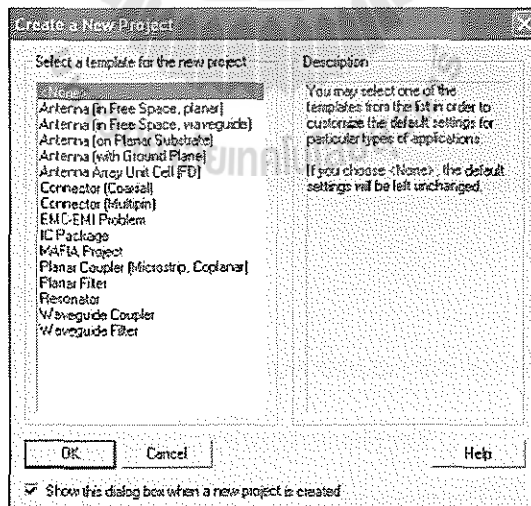 Create a New Project
Select a template for the new project
<None>
Antenna (in Free Space, planar)
Antenna (in Free Space, waveguide)
Antenna (on Planar Substrate)
Antenna (with Ground Plane)
Antenna Array Unit Cell (FD)
Connector (Coaxial)
Connector (Multipin)
EMC-EMI Problem
IC Package
MAFIA Project
Planar Coupler (Microstrip, Coplanar)
Planar Filter
Resonator
Waveguide Coupler
Waveguide Filter
Description
You may select one of the
templates from the list in order to
customize the default settings for
particular types of applications.
If you choose <None>, the default
settings will be left unchanged.
OK
Cancel
Help
Show this dialog box when a new project is created